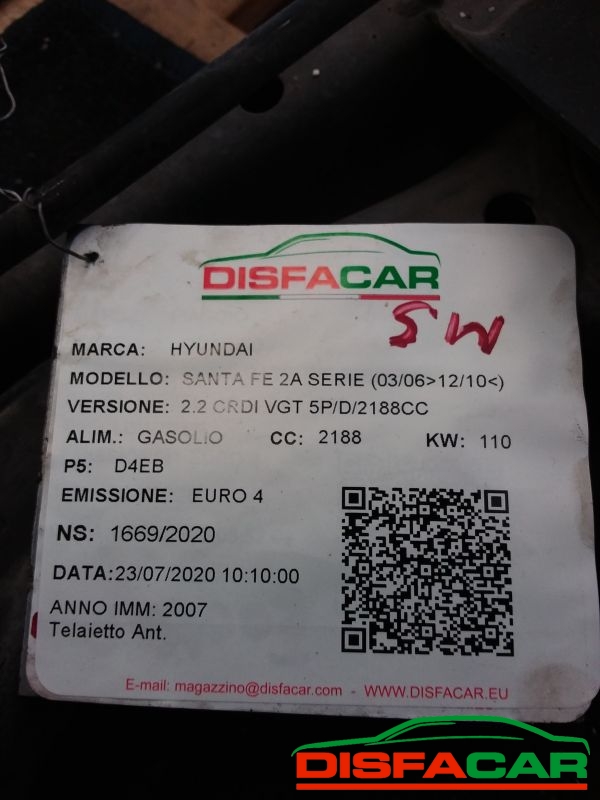 DISFACAR
SW
MARCA: HYUNDAI
MODELLO: SANTA FE 2A SERIE (03/06>12/10<)
VERSIONE: 2.2 CRDI VGT 5P/D/2188CC
ALIM.: GASOLIO CC: 2188 KW: 110
P5: D4EB
EMISSIONE: EURO 4
NS: 1669/2020
DATA:23/07/2020 10:10:00
ANNO IMM: 2007
Telaietto Ant.
E-mail: magazzino@disfacar.com - WWW.DISFACAR.EU
DISFACAR